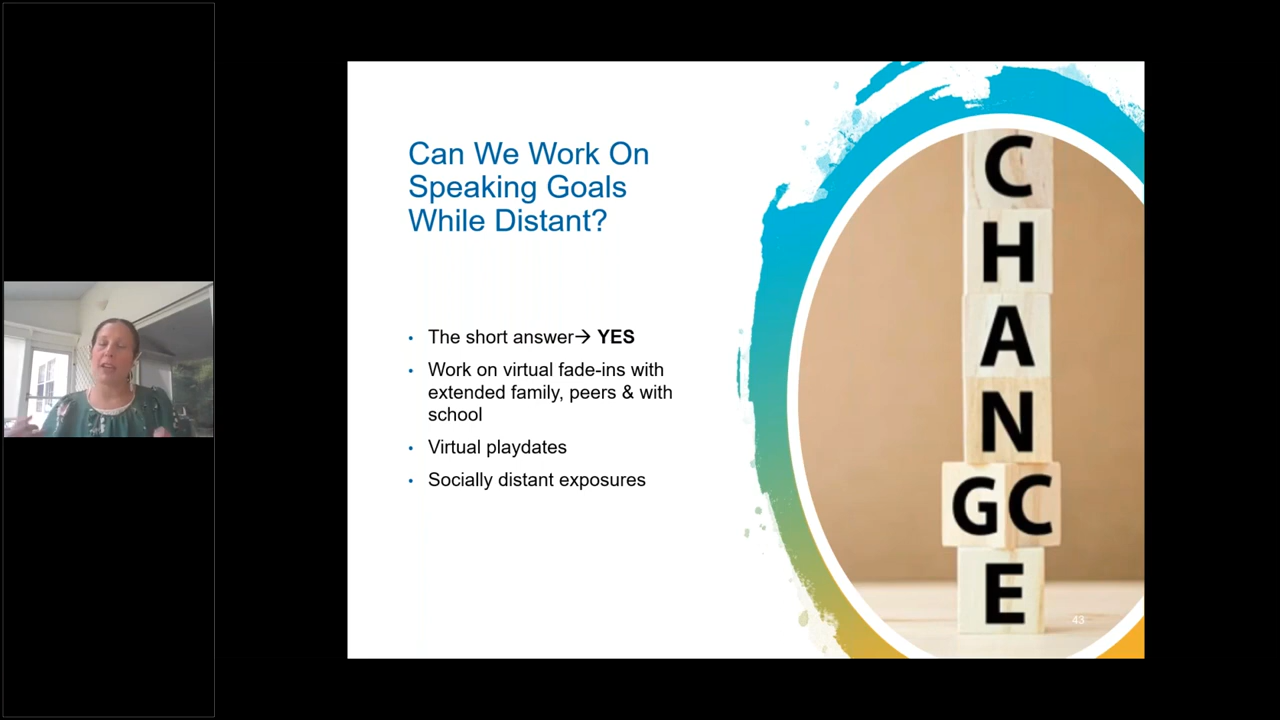 Can We Work On
Speaking Goals
While Distant?
• The short answer→ YES
• Work on virtual fade-ins with
extended family, peers & with
school
• Virtual playdates
• Socially distant exposures
C
H
A
N
G C
E
43